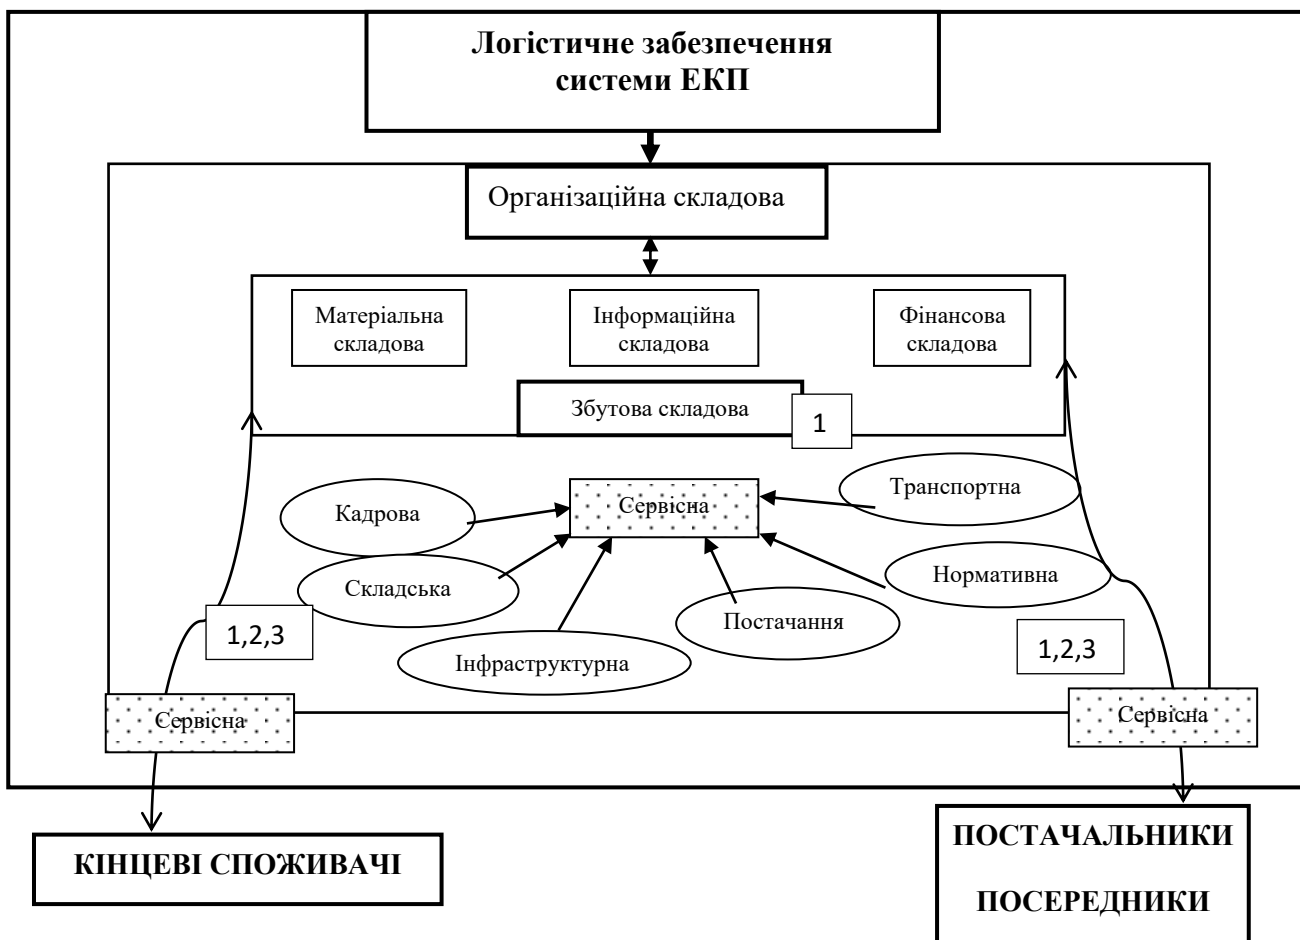 Логістичне забезпечення
системи ЕКП
Організаційна складова
Матеріальна
складова
Інформаційна
складова
Фінансова
складова
Збутова складова
1
Транспортна
Сервісна
Кадрова
Нормативна
Складська
Постачання
1,2,3
Інфраструктурна
1,2,3
Сервісна
Сервісна
КІНЦЕВІ СПОЖИВАЧІ
ПОСТАЧАЛЬНИКИ
ПОСЕРЕДНИКИ